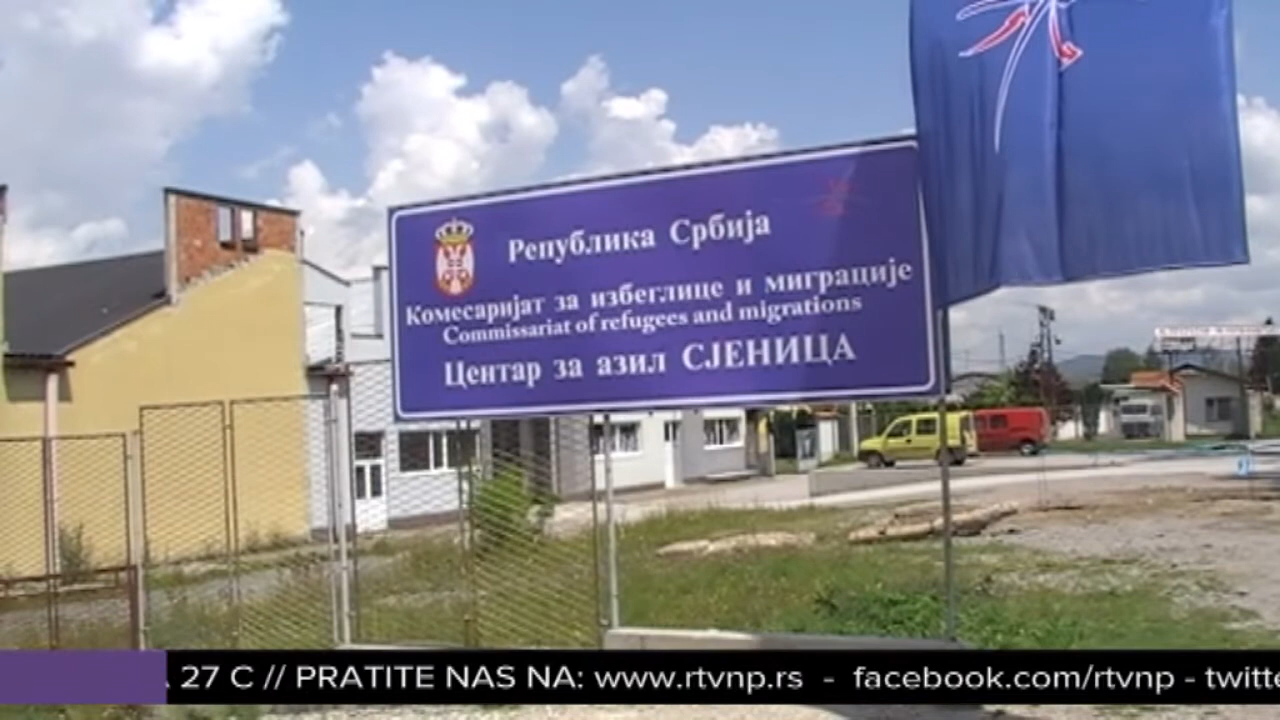 Република Србија
Комесаријат за избеглице и миграције
Commissariat of refugees and migrations
Центар за азил СЈЕНИЦА
27 C // PRATITE NAS NA: www.rtvnp.rs - facebook.com/rtvnp - twitte